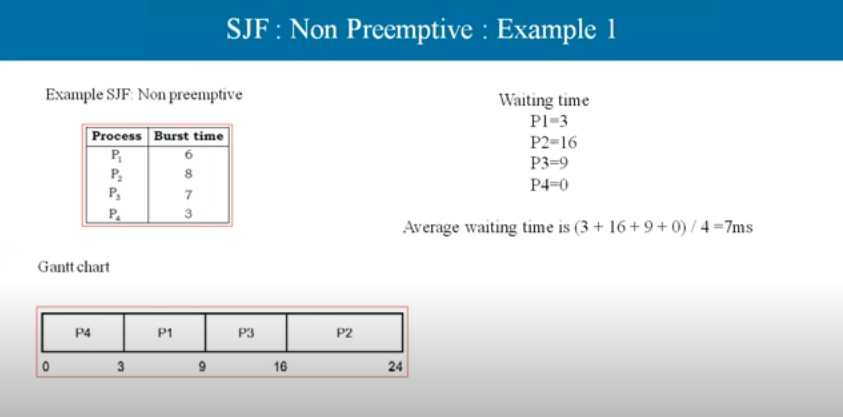 SJF : Non Preemptive : Example 1
Example SJF: Non preemptive
Process Burst time
P1 6
P2 8
P3 7
P4 3
Waiting time
P1=3
P2=16
P3=9
P4=0
Average waiting time is (3 + 16 + 9 + 0) / 4 =7ms
Gantt chart
P4 P1 P3 P2
0 3 9 16 24